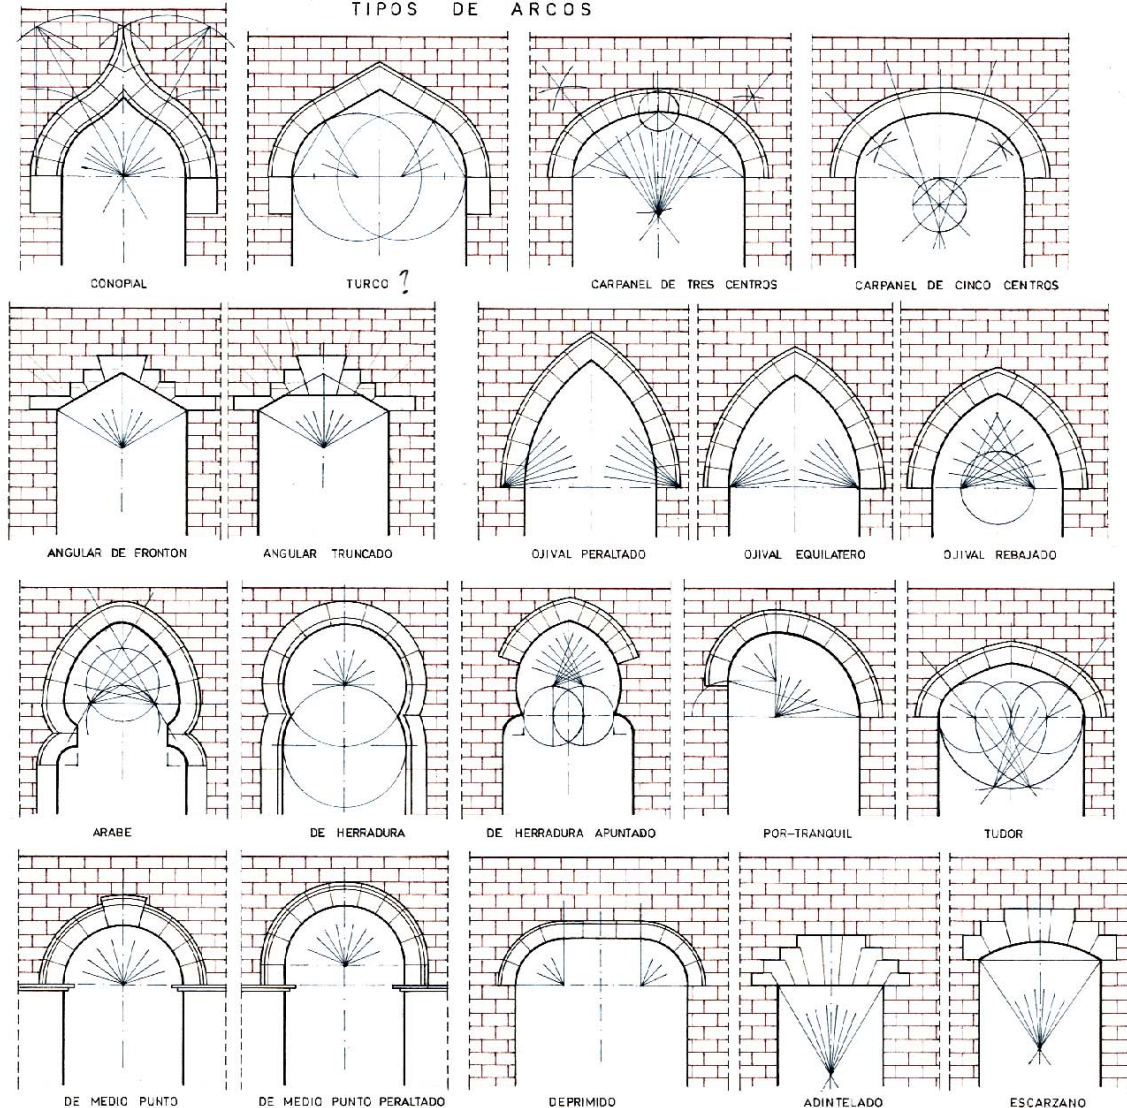 TIPOS DE ARCOS
CONOPIAL
TURCO ?
CARPANEL DE TRES CENTROS
CARPANEL DE CINCO CENTROS
ANGULAR DE FRONTON
ANGULAR TRUNCADO
OJIVAL PERALTADO
OJIVAL EQUILATERO
OJIVAL REBAJADO
ARABE
DE HERRADURA
DE HERRADURA APUNTADO
POR-TRANQUIL
TUDOR
DE MEDIO PUNTO
DE MEDIO PUNTO PERALTADO
DEPRIMIDO
ADINTELADO
ESCARZANO